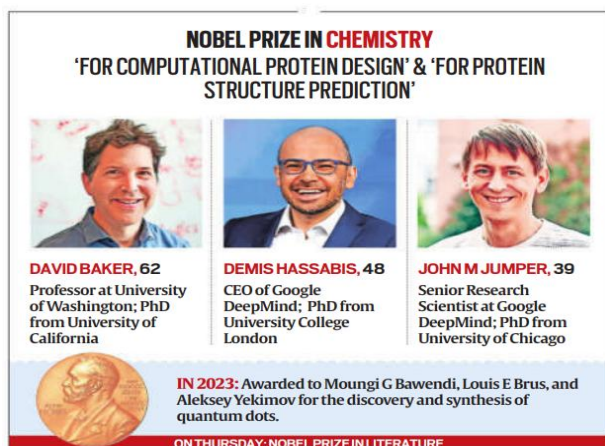 NOBEL PRIZE IN CHEMISTRY
‘FOR COMPUTATIONAL PROTEIN DESIGN’ & ‘FOR PROTEIN
STRUCTURE PREDICTION’
DAVID BAKER, 62
Professor at University
of Washington; PhD
from University of
California
DEMIS HASSABIS, 48
CEO of Google
DeepMind; PhD from
University College
London
JOHN M JUMPER, 39
Senior Research
Scientist at Google
DeepMind; PhD from
University of Chicago
IN 2023: Awarded to Moungi G Bawendi, Louis E Brus, and
Aleksey Yekimov for the discovery and synthesis of
quantum dots.
ON THURSDAY: NOBEL PRIZE IN LITERATURE